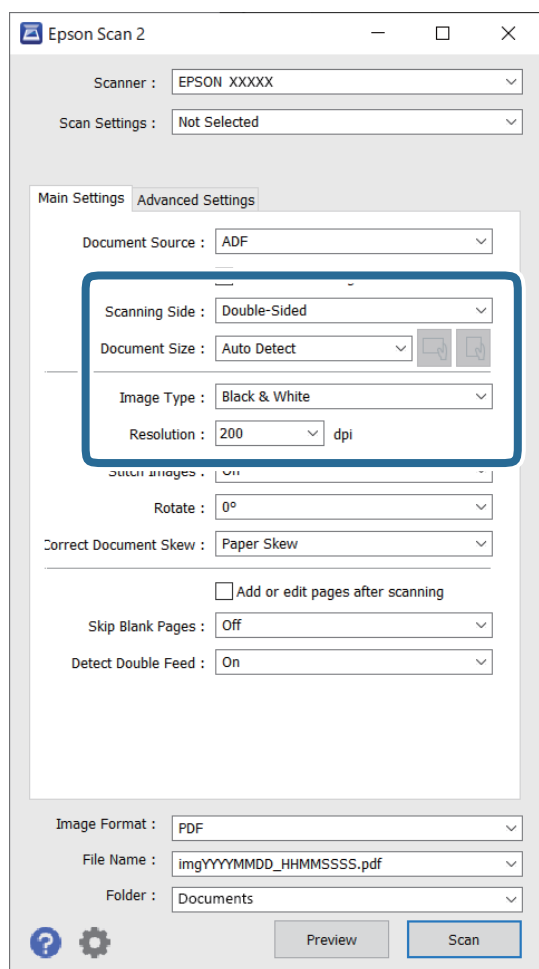 Epson Scan 2
Scanner : EPSON XXXXX
Scan Settings : Not Selected
Main Settings Advanced Settings
Document Source : ADF
Scanning Side : Double-Sided
Document Size : Auto Detect
Image Type : Black & White
Resolution : 200 dpi
Stitch Images : Off
Rotate : 0°
Correct Document Skew : Paper Skew
Add or edit pages after scanning
Skip Blank Pages : Off
Detect Double Feed : On
Image Format : PDF
File Name : imgYYYYMMDD_HHMMSSSS.pdf
Folder : Documents
? Preview Scan